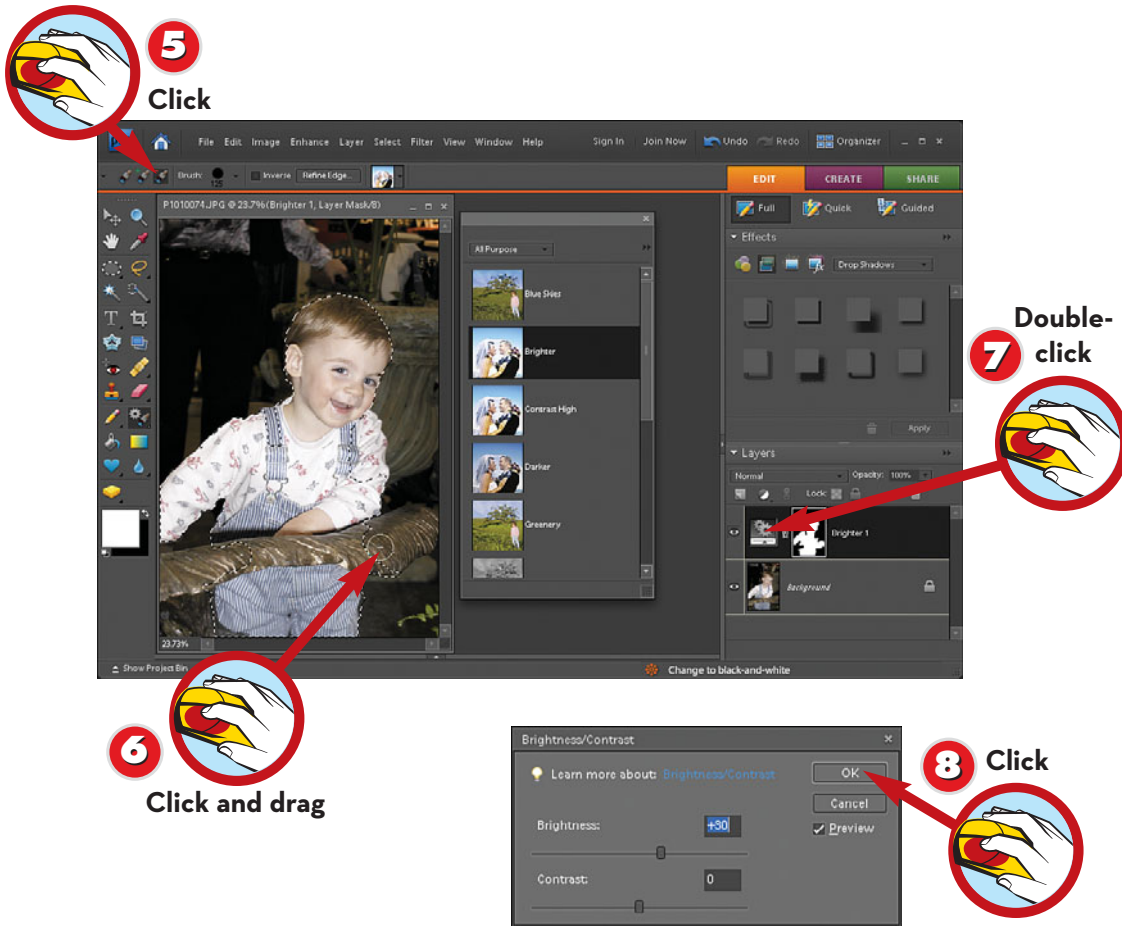 5
Click
File Edit Image Enhance Layer Select Filter View Window Help Sign In Join Now Undo Redo Organizer
Brush: 125 Inverse Refine Edge... EDIT CREATE SHARE
P1010074.JPG @ 23.7% (Brighter 1, Layer Mask/8)
Full Quick Guided
Effects
All Purpose
Drop Shadows
Blue Skies
Brighter
Contrast High
Darker
Greenery
Apply
7
Double-
click
Layers
Normal Opacity: 100%
Lock:
Brighter 1
Background
23.73%
Show Project Bin
Change to black-and-white
6
Click and drag
Brightness/Contrast
Learn more about: Brightness/Contrast
OK
Cancel
Preview
Brightness: +30
Contrast: 0
8
Click